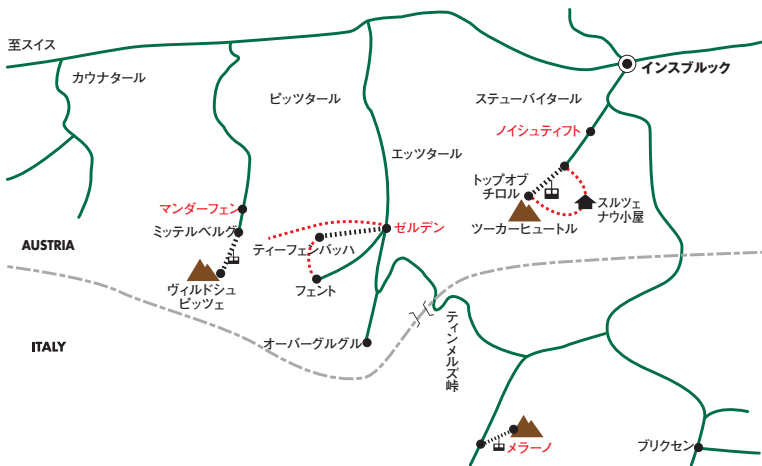 至スイス
カウナタール
ピッツタール
ステューバイタール
インスブルック
ノイシュティフト
エッツタール
トップオブ
チロル
スルツェ
ナウ小屋
ツーカーヒュートル
マンダーフェン
ミッテルベルグ
ゼルデン
ティーフェンバッハ
AUSTRIA
ヴィルドシュ
ピッツェ
フェント
ITALY
オーバーグルグル
ティンメルズ峠
メラーノ
ブリクセン